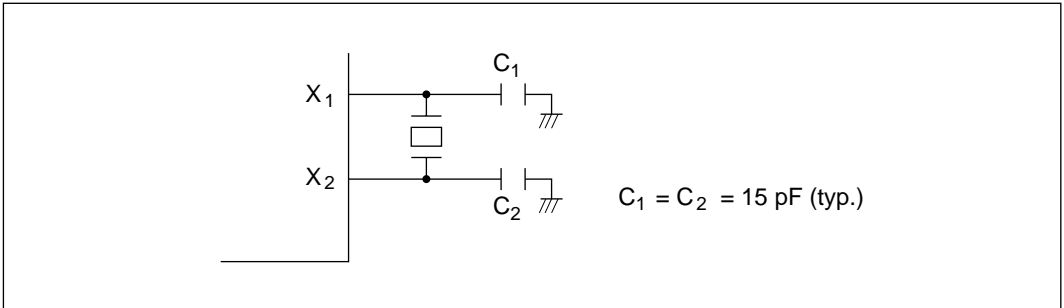 C1
X1
X2
C2
C1 = C2 = 15 pF (typ.)